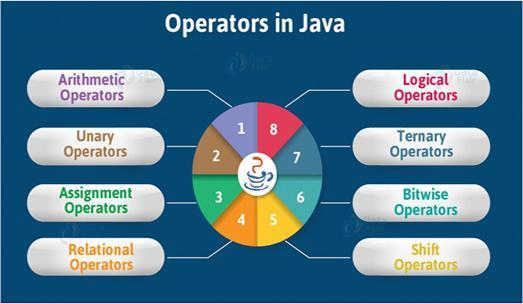 Operators in Java
Arithmetic
Operators
Unary
Operators
Assignment
Operators
Relational
Operators
1
8
2
7
3
6
4
5
Logical
Operators
Ternary
Operators
Bitwise
Operators
Shift
Operators